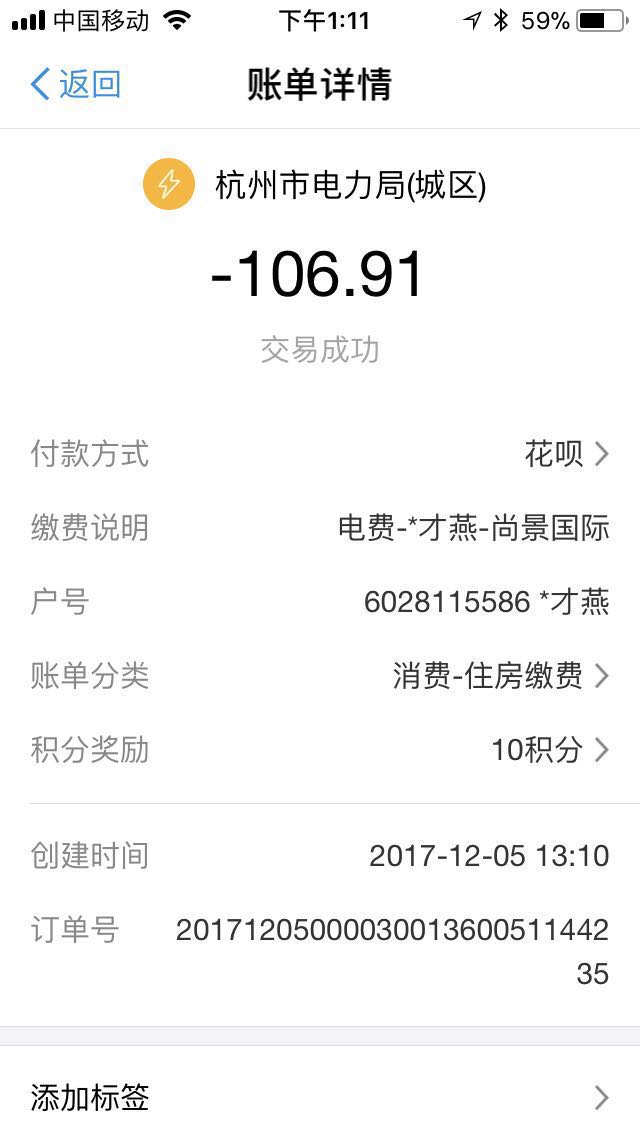 中国移动 下午1:11 59%
返回 账单详情
杭州市电力局(城区)
-106.91
交易成功
付款方式 花呗
缴费说明 电费-*才燕-尚景国际
户号 6028115586 *才燕
账单分类 消费-住房缴费
积分奖励 10积分
创建时间 2017-12-05 13:10
订单号 20171205000030013600511442
35
添加标签